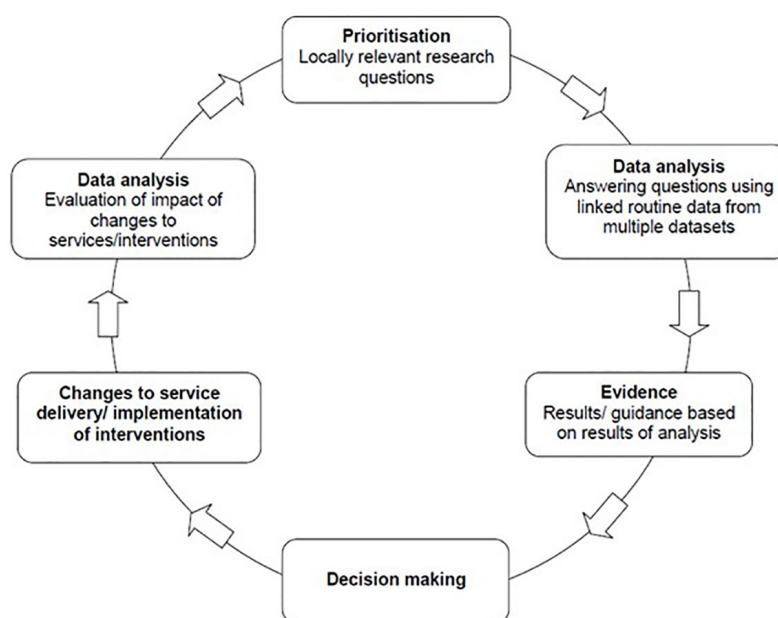 Prioritisation
Locally relevant research
questions
Data analysis
Answering questions using
linked routine data from
multiple datasets
Evidence
Results/ guidance based
on results of analysis
Decision making
Changes to service
delivery/ implementation
of interventions
Data analysis
Evaluation of impact of
changes to
services/interventions